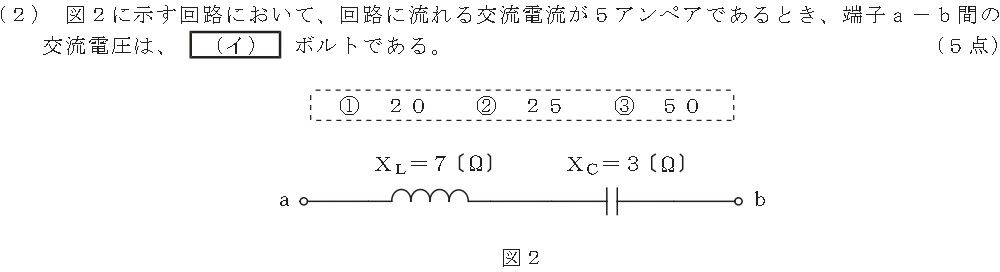 （２） 図２に示す回路において、回路に流れる交流電流が５アンペアであるとき、端子ａ－ｂ間の
交流電圧は、 （イ） ボルトである。 （５点）
① ２０ ② ２５ ③ ５０
XL＝７〔Ω〕 XC＝３〔Ω〕
a b
図２